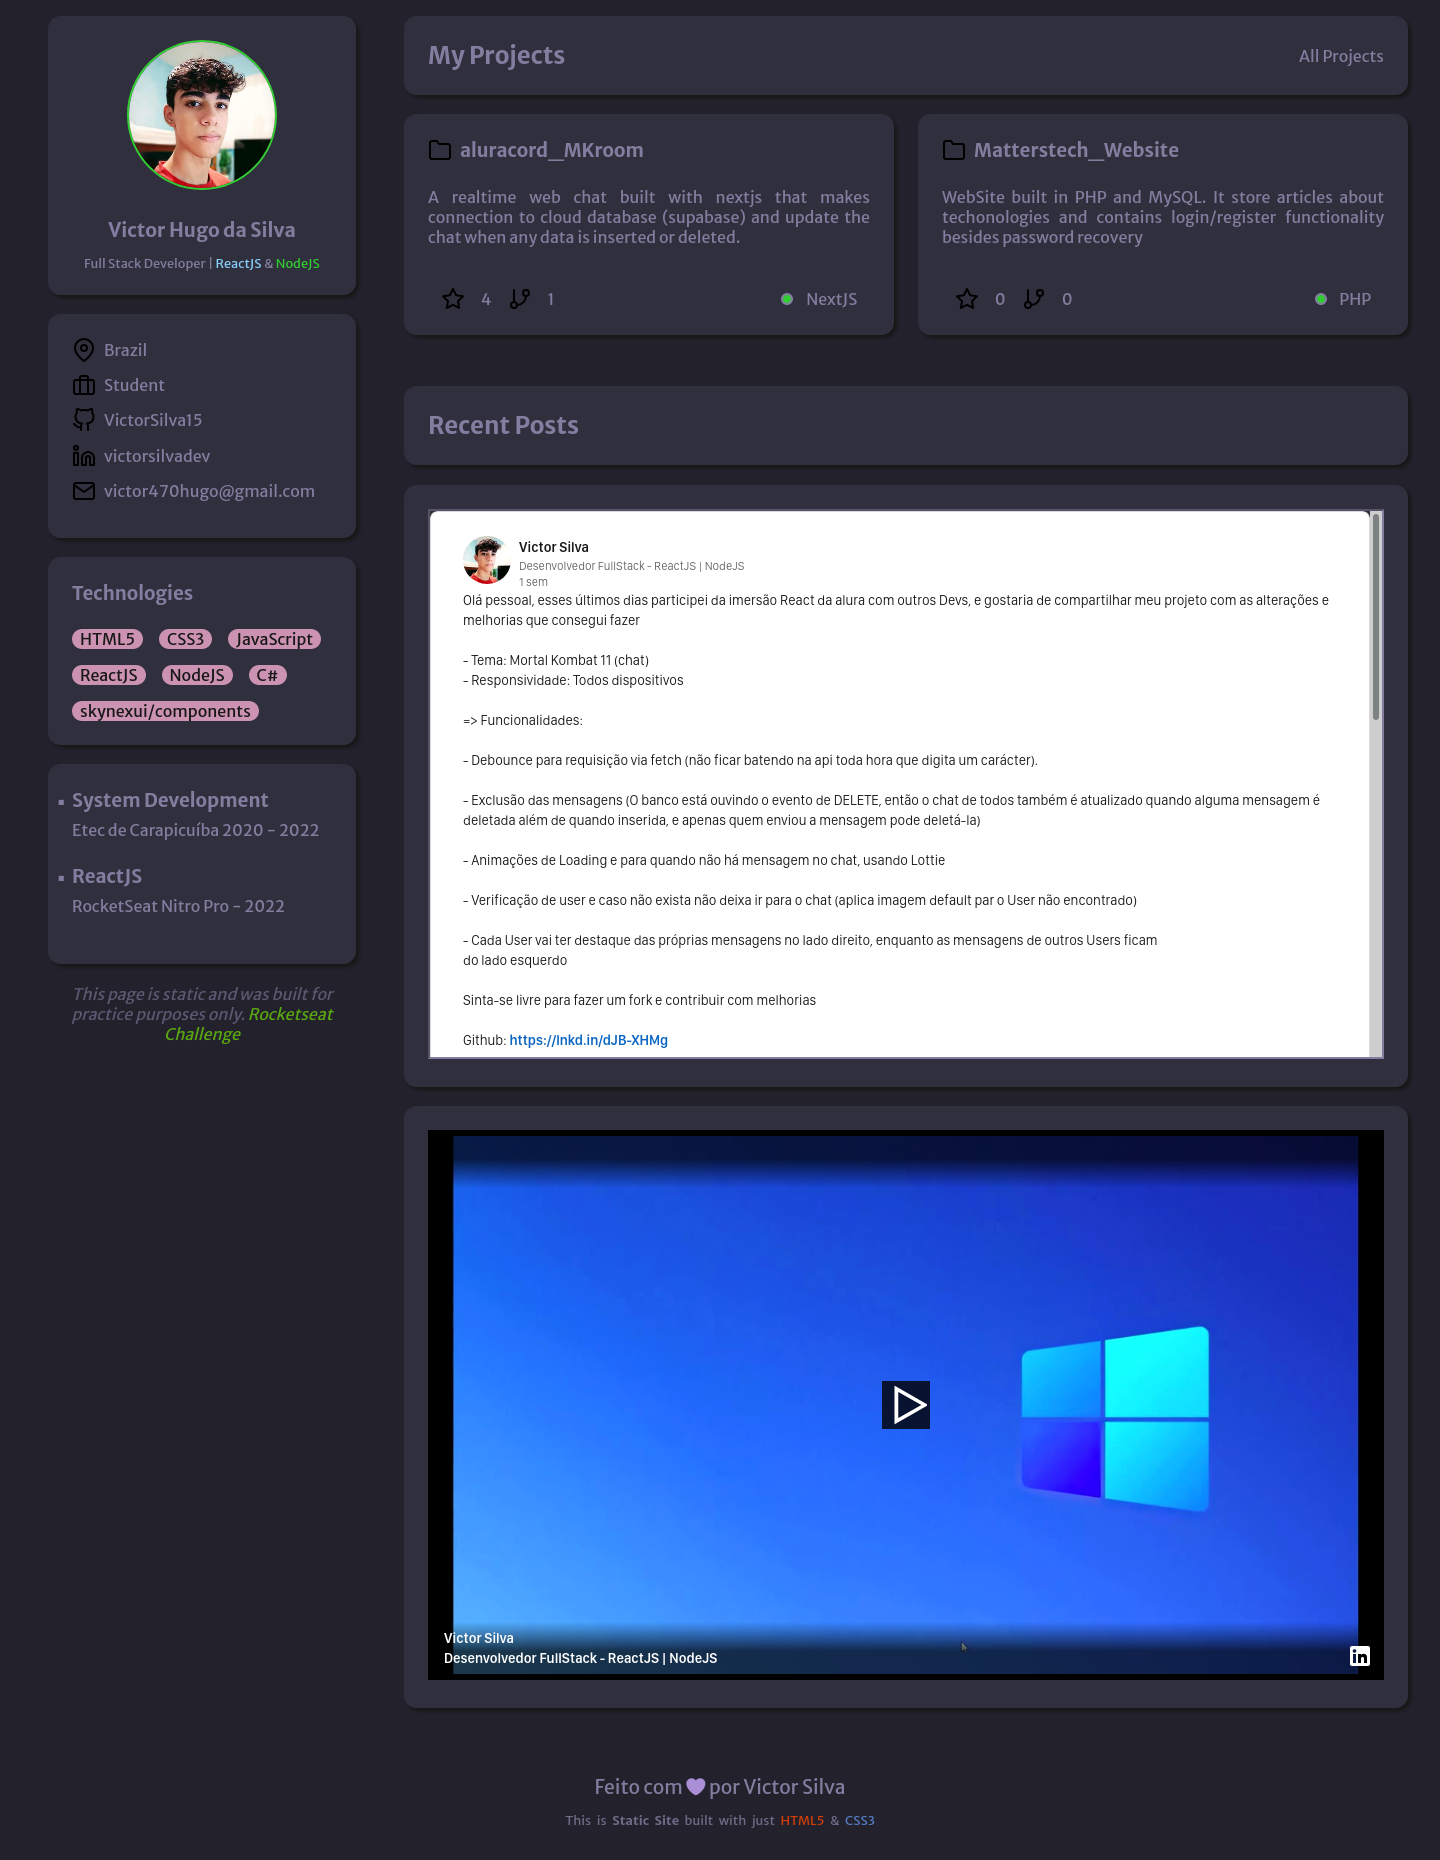 Victor Hugo da Silva
Full Stack Developer | ReactJS & NodeJS
Brazil
Student
VictorSilva15
victorsilvadev
victor470hugo@gmail.com
Technologies
HTML5 CSS3 JavaScript
ReactJS NodeJS C#
skynexui/components
System Development
Etec de Carapicuíba 2020 - 2022
ReactJS
RocketSeat Nitro Pro - 2022
This page is static and was built for
practice purposes only. Rocketseat
Challenge
My Projects
All Projects
aluracord_MKroom
A realtime web chat built with nextjs that makes
connection to cloud database (supabase) and update the
chat when any data is inserted or deleted.
4 1 NextJS
Matterstech_Website
WebSite built in PHP and MySQL. It store articles about
techonologies and contains login/register functionality
besides password recovery
0 0 PHP
Recent Posts
Victor Silva
Desenvolvedor FullStack - ReactJS | NodeJS
1 sem
Olá pessoal, esses últimos dias participei da imersão React da alura com outros Devs, e gostaria de compartilhar meu projeto com as alterações e
melhorias que consegui fazer
- Tema: Mortal Kombat 11 (chat)
- Responsividade: Todos dispositivos
=> Funcionalidades:
- Debounce para requisição via fetch (não ficar batendo na api toda hora que digita um carácter).
- Exclusão das mensagens (O banco está ouvindo o evento de DELETE, então o chat de todos também é atualizado quando alguma mensagem é
deletada além de quando inserida, e apenas quem enviou a mensagem pode deletá-la)
- Animações de Loading e para quando não há mensagem no chat, usando Lottie
- Verificação de user e caso não exista não deixa ir para o chat (aplica imagem default par o User não encontrado)
- Cada User vai ter destaque das próprias mensagens no lado direito, enquanto as mensagens de outros Users ficam
do lado esquerdo
Sinta-se livre para fazer um fork e contribuir com melhorias
Github: https://lnkd.in/dJB-XHMg
Victor Silva
Desenvolvedor FullStack - ReactJS | NodeJS
in
Feito com por Victor Silva
This is Static Site built with just HTML5 & CSS3